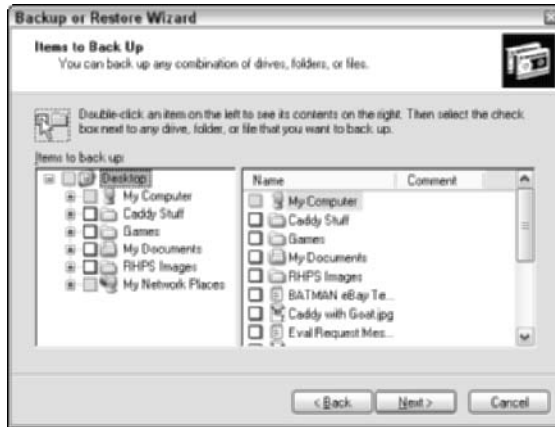 Backup or Restore Wizard
Items to Back Up
You can back up any combination of drives, folders, or files.
Double-click an item on the left to see its contents on the right. Then select the check
box next to any drive, folder, or file that you want to back up.
Items to back up:
Desktop
My Computer
Caddy Stuff
Games
My Documents
RHPS Images
My Network Places
Name Comment
My Computer
Caddy Stuff
Games
My Documents
RHPS Images
BATMAN eBay Te...
Caddy with Goat.jpg
Eval Request Mes...
< Back Next > Cancel